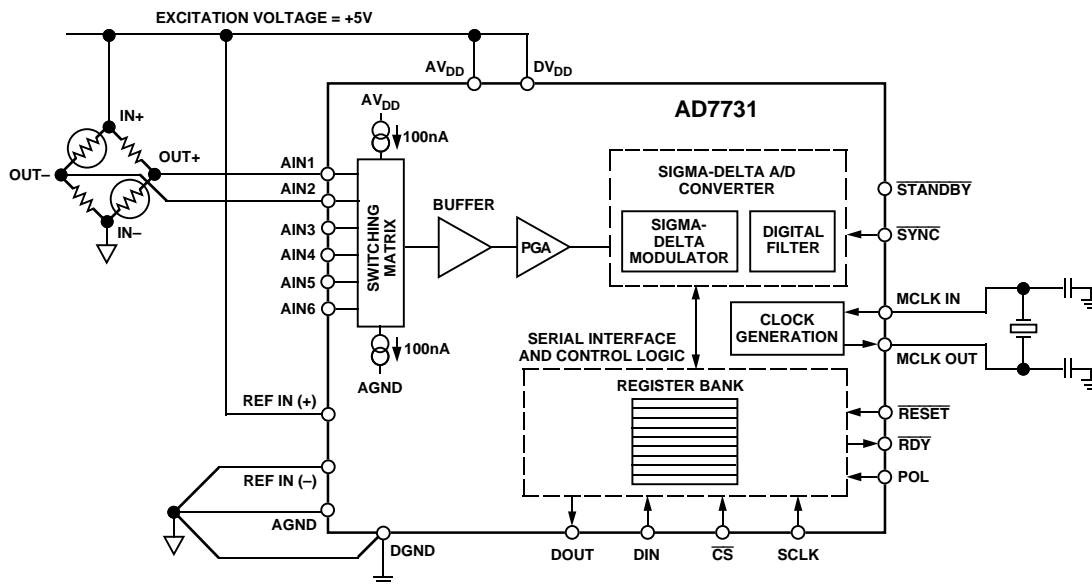 EXCITATION VOLTAGE = +5V
AVDD
DVDD
AD7731
AVDD
100nA
IN+
OUT+
OUT–
IN–
AIN1
AIN2
AIN3
AIN4
AIN5
AIN6
SWITCHING
MATRIX
BUFFER
PGA
SIGMA-DELTA A/D
CONVERTER
SIGMA-
DELTA
MODULATOR
DIGITAL
FILTER
STANDBY
SYNC
MCLK IN
CLOCK
GENERATION
MCLK OUT
100nA
AGND
SERIAL INTERFACE
AND CONTROL LOGIC
REGISTER BANK
REF IN (+)
RESET
RDY
POL
REF IN (–)
AGND
DGND
DOUT
DIN
CS
SCLK